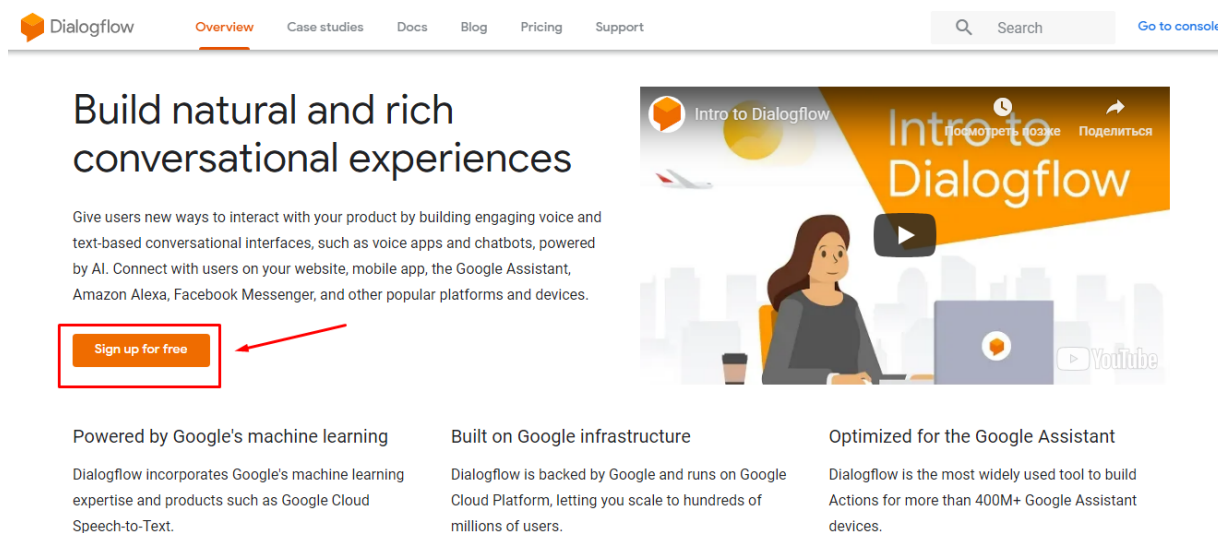 Dialogflow Overview Case studies Docs Blog Pricing Support Search Go to console
Build natural and rich
conversational experiences
Give users new ways to interact with your product by building engaging voice and
text-based conversational interfaces, such as voice apps and chatbots, powered
by AI. Connect with users on your website, mobile app, the Google Assistant,
Amazon Alexa, Facebook Messenger, and other popular platforms and devices.
Sign up for free
Intro to Dialogflow
Посмотреть позже Поделиться
Intro to
Dialogflow
YouTube
Powered by Google's machine learning
Dialogflow incorporates Google's machine learning
expertise and products such as Google Cloud
Speech-to-Text.
Built on Google infrastructure
Dialogflow is backed by Google and runs on Google
Cloud Platform, letting you scale to hundreds of
millions of users.
Optimized for the Google Assistant
Dialogflow is the most widely used tool to build
Actions for more than 400M+ Google Assistant
devices.